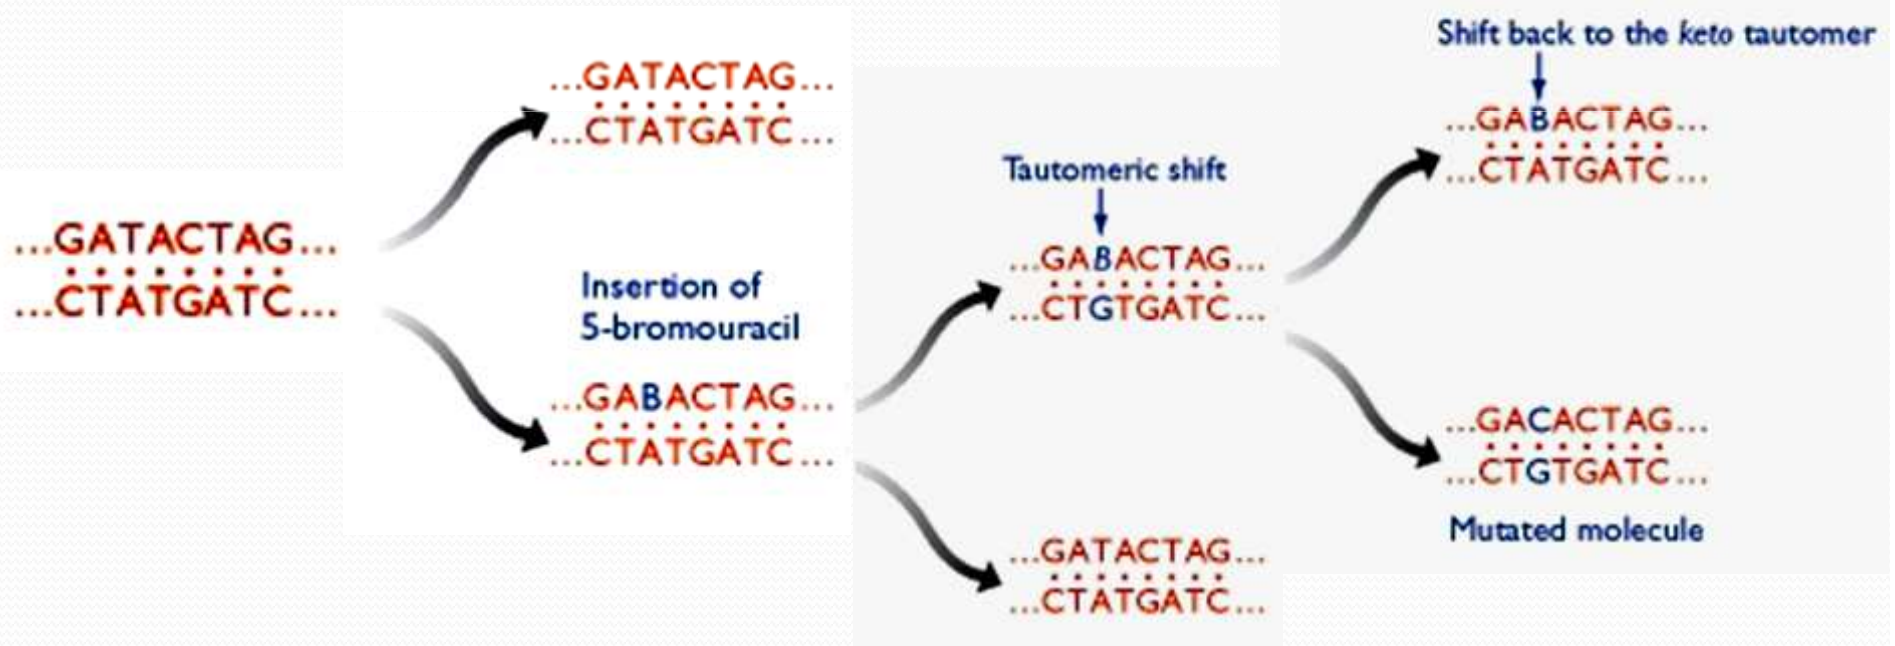 ...GATACTAG...
...CTATGATC...
...GATACTAG...
...CTATGATC...
Insertion of
5-bromouracil
...GABACTAG...
...CTATGATC...
Tautomeric shift
...GABACTAG...
...CTGTGATC...
...GATACTAG...
...CTATGATC...
Shift back to the keto tautomer
...GABACTAG...
...CTATGATC...
...GACACTAG...
...CTGTGATC...
Mutated molecule